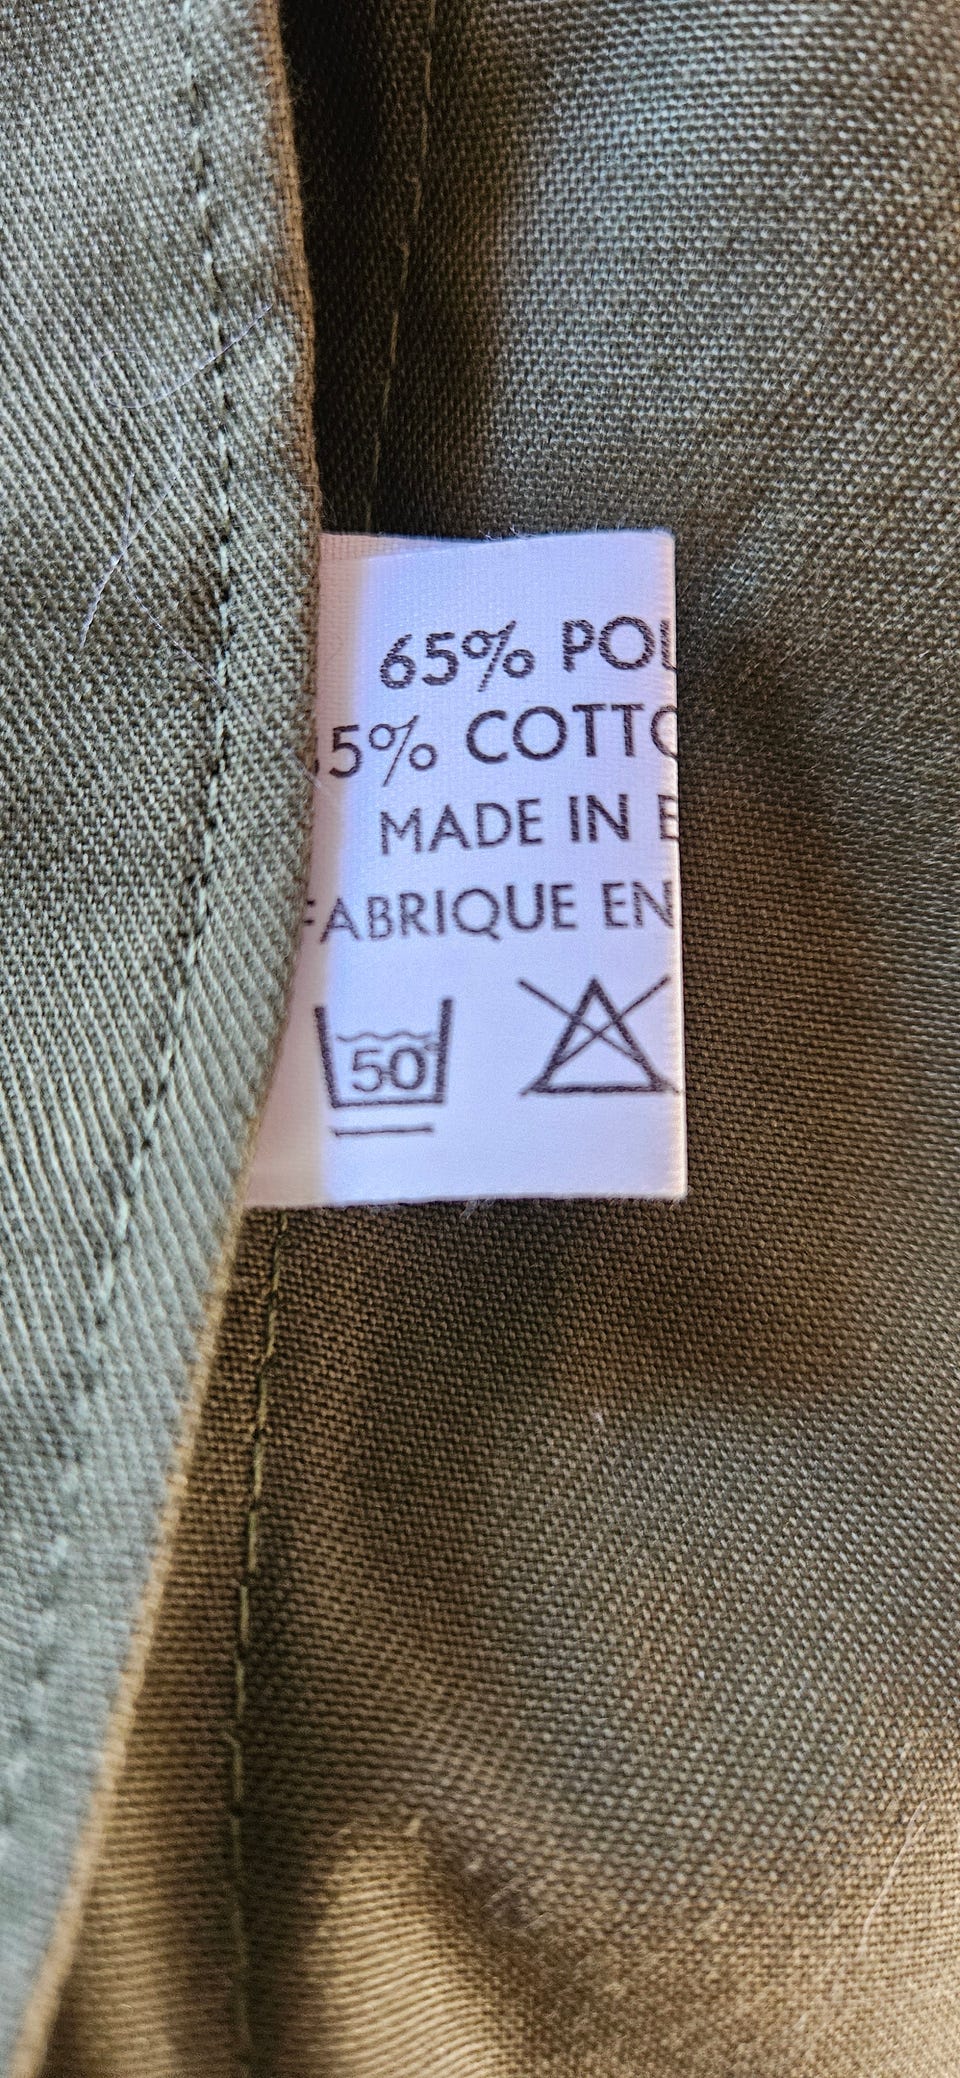 65% POL
5% COTTO
MADE IN E
FABRIQUE EN
50